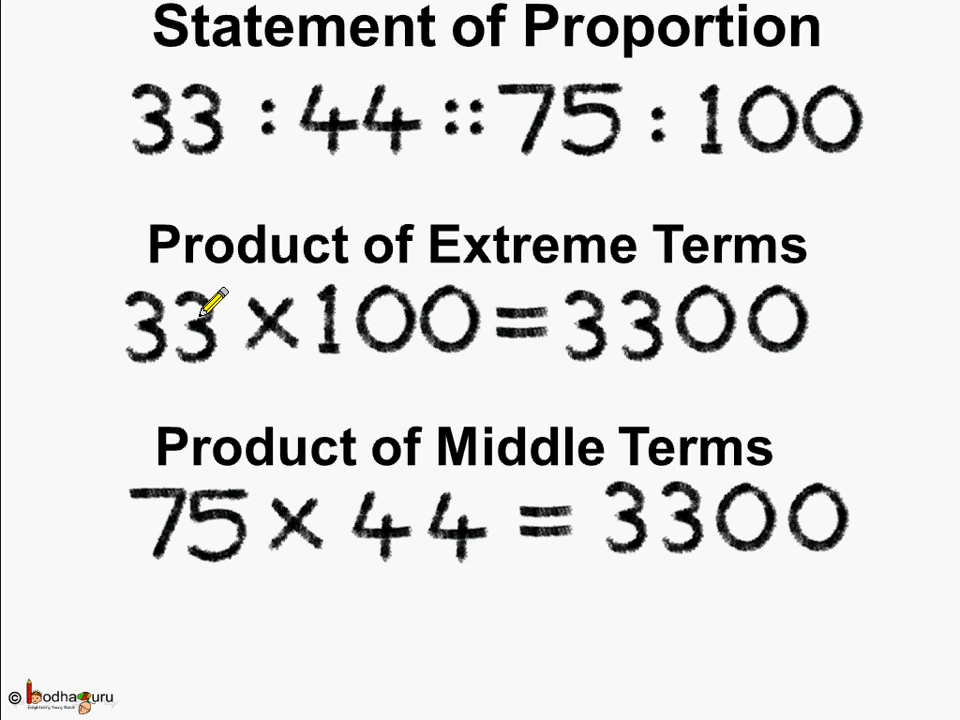 Statement of Proportion
33 : 44 :: 75 : 100
Product of Extreme Terms
33 × 100 = 3300
Product of Middle Terms
75 × 44 = 3300
© bodhaguru